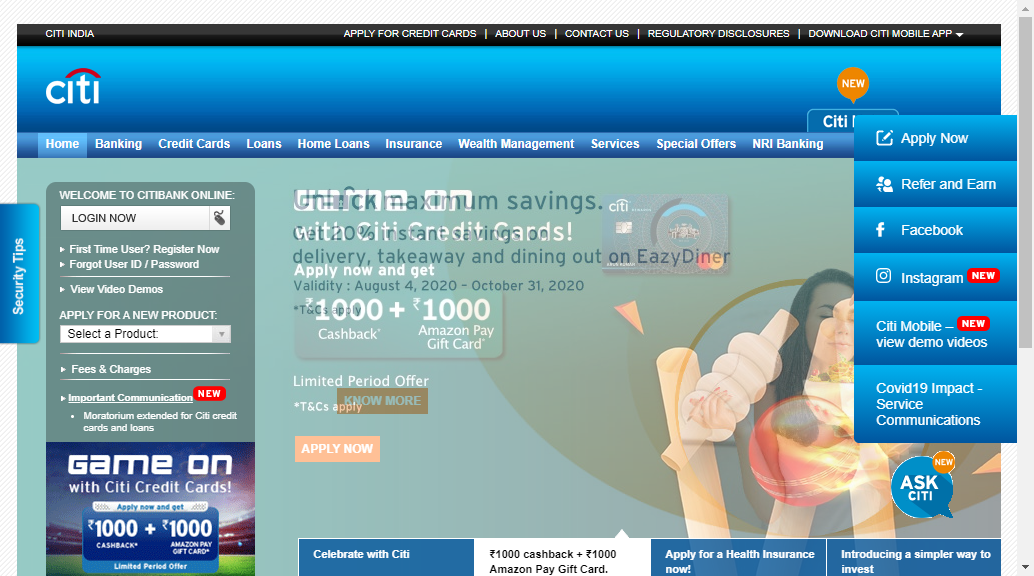 CITI INDIA
APPLY FOR CREDIT CARDS | ABOUT US | CONTACT US | REGULATORY DISCLOSURES | DOWNLOAD CITI MOBILE APP
citi
NEW
Citi
Home Banking Credit Cards Loans Home Loans Insurance Wealth Management Services Special Offers NRI Banking
Apply Now
Refer and Earn
Facebook
Instagram NEW
Citi Mobile – NEW
view demo videos
Covid19 Impact -
Service
Communications
Security Tips
WELCOME TO CITIBANK ONLINE:
LOGIN NOW
First Time User? Register Now
Forgot User ID / Password
View Video Demos
APPLY FOR A NEW PRODUCT:
Select a Product:
Fees & Charges
Important Communication NEW
Moratorium extended for Citi credit
cards and loans
GAME ON
with Citi Credit Cards!
Apply now and get
₹1000 + ₹1000
CASHBACK* AMAZON PAY
GIFT CARD*
Limited Period Offer
Unlock maximum savings.
Get 20% instant savings on
delivery, takeaway and dining out on EazyDiner
Validity : August 4, 2020 – October 31, 2020
*T&Cs apply
KNOW MORE
citi
GAME ON
with Citi Credit Cards!
Apply now and get
₹1000 + ₹1000
Cashback* Amazon Pay
Gift Card*
Limited Period Offer
*T&Cs apply
APPLY NOW
NEW
ASK
CITI
Celebrate with Citi
₹1000 cashback + ₹1000
Amazon Pay Gift Card.
Apply for a Health Insurance
now!
Introducing a simpler way to
invest